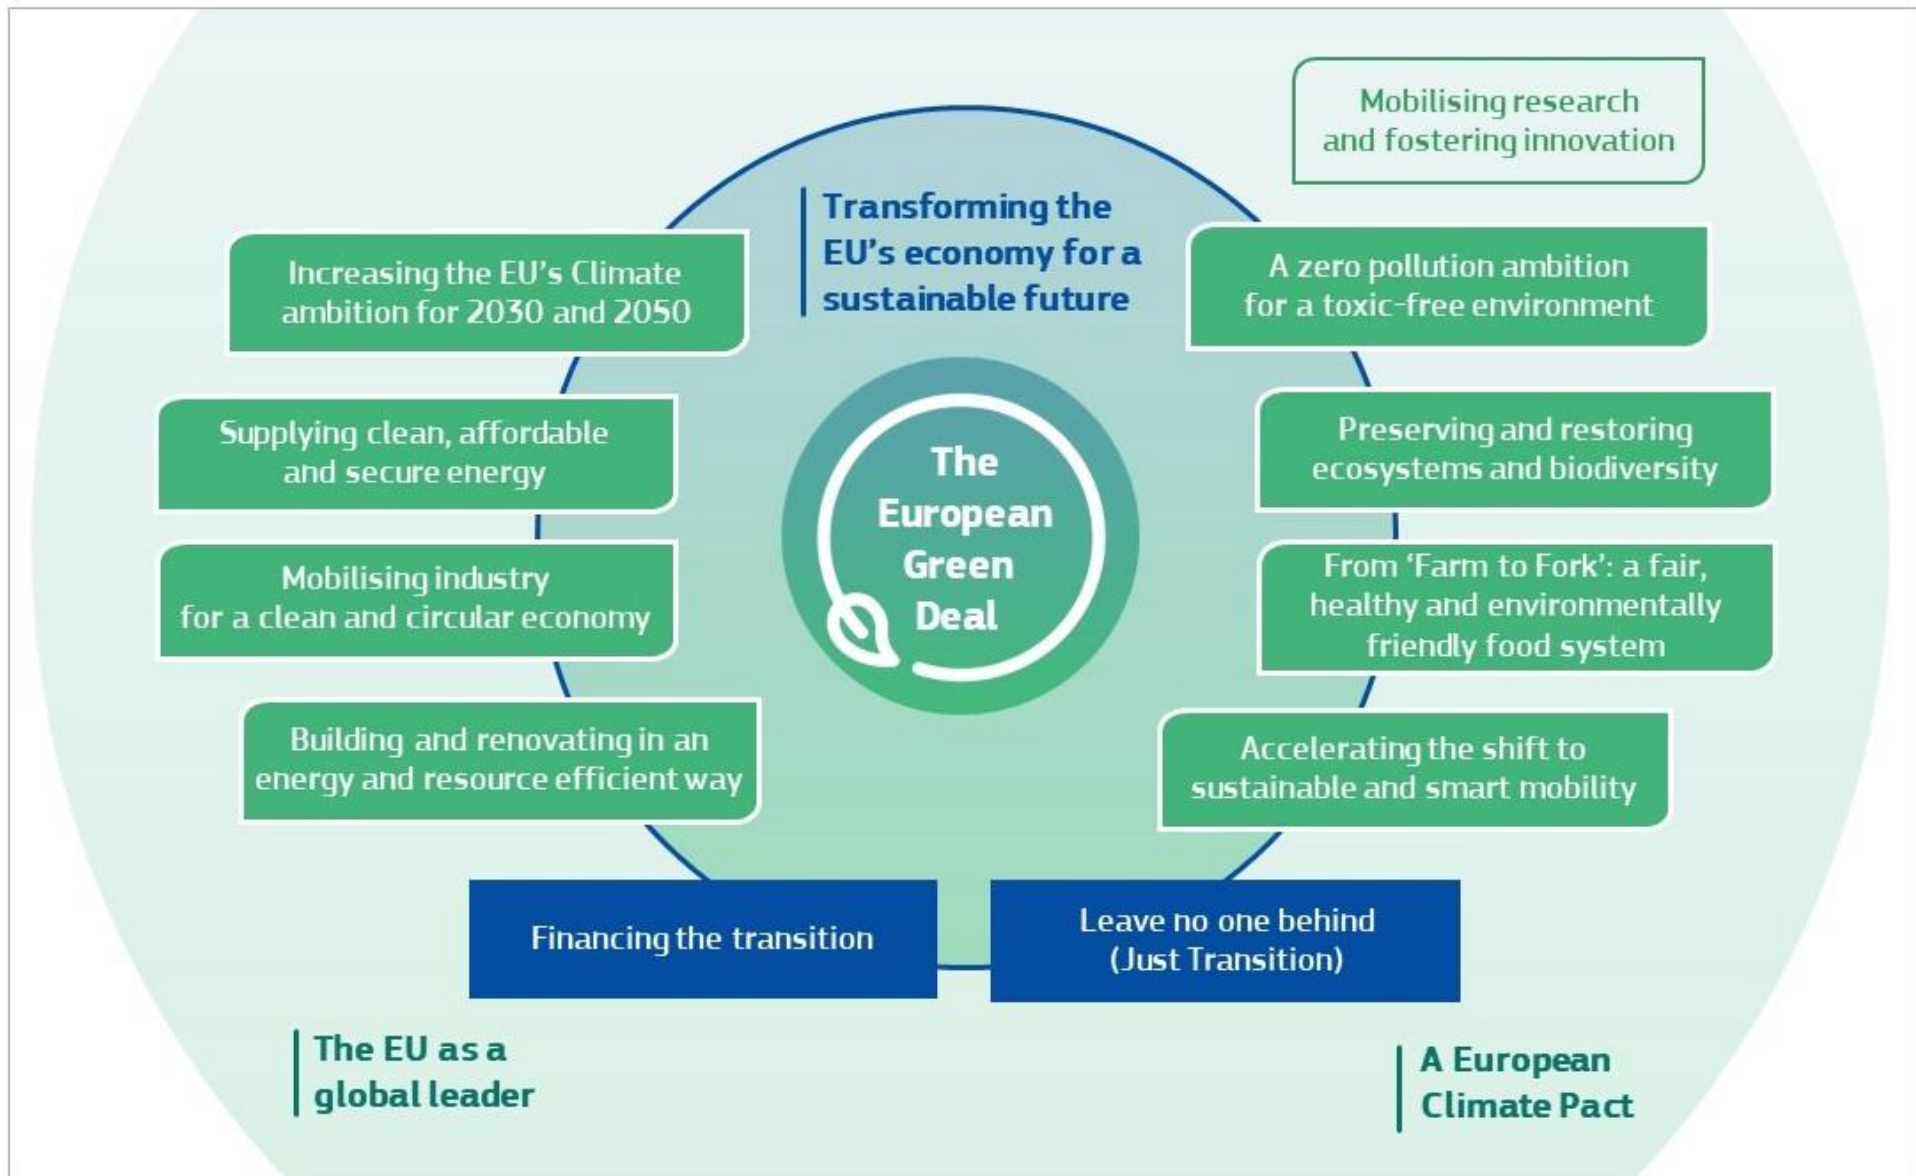 Mobilising research
and fostering innovation
Transforming the
EU's economy for a
sustainable future
Increasing the EU's Climate
ambition for 2030 and 2050
A zero pollution ambition
for a toxic-free environment
Supplying clean, affordable
and secure energy
Preserving and restoring
ecosystems and biodiversity
The
European
Green
Deal
Mobilising industry
for a clean and circular economy
From ‘Farm to Fork’: a fair,
healthy and environmentally
friendly food system
Building and renovating in an
energy and resource efficient way
Accelerating the shift to
sustainable and smart mobility
Financing the transition
Leave no one behind
(Just Transition)
The EU as a
global leader
A European
Climate Pact